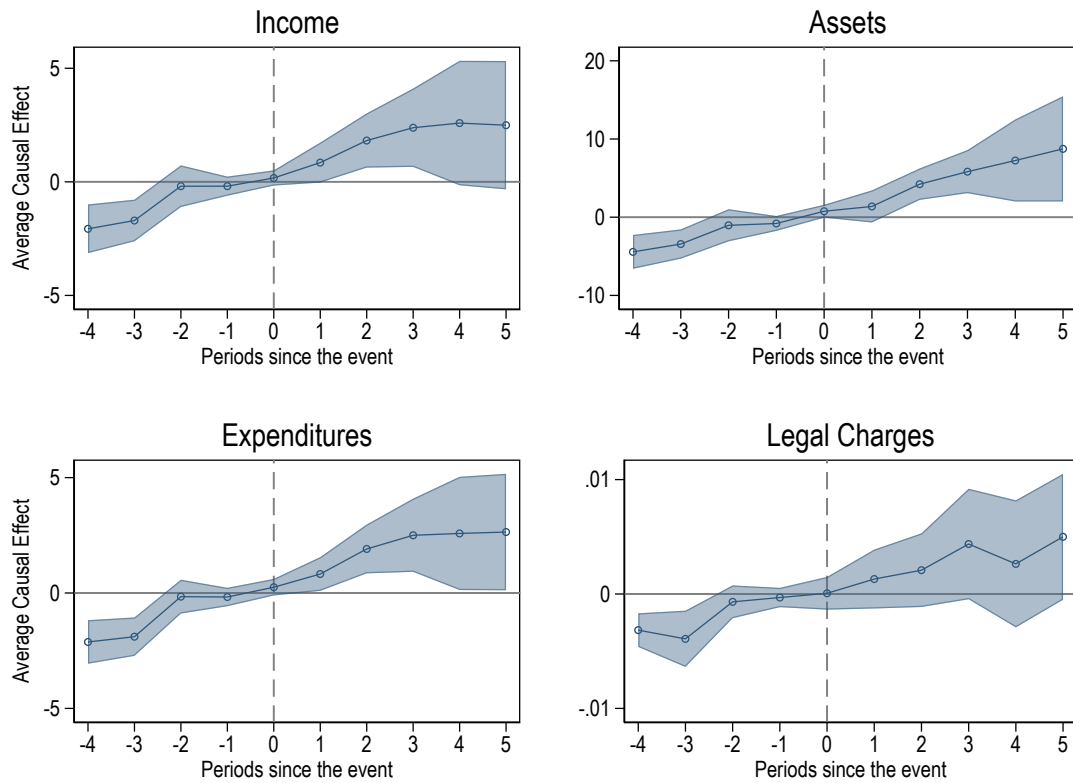 Income
Average Causal Effect
5
0
-5
-4 -3 -2 -1 0 1 2 3 4 5
Periods since the event
Assets
20
10
0
-10
-4 -3 -2 -1 0 1 2 3 4 5
Periods since the event
Expenditures
Average Causal Effect
5
0
-5
-4 -3 -2 -1 0 1 2 3 4 5
Periods since the event
Legal Charges
.01
0
-.01
-4 -3 -2 -1 0 1 2 3 4 5
Periods since the event